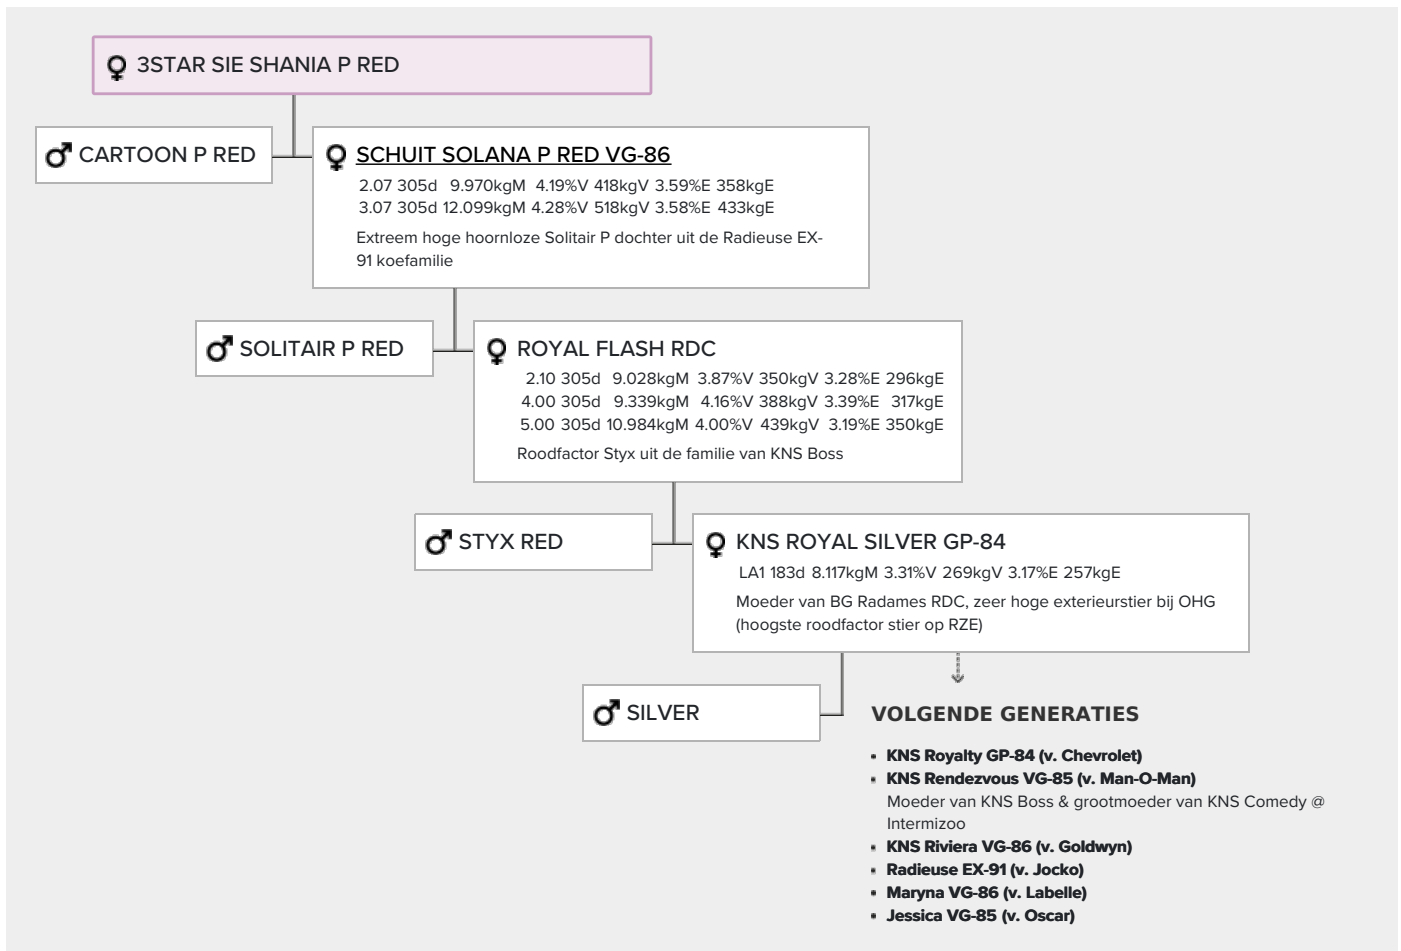 3STAR SIE SHANIA P RED
CARTOON P RED
SCHUIT SOLANA P RED VG-86
2.07 305d 9.970kgM 4.19%V 418kgV 3.59%E 358kgE
3.07 305d 12.099kgM 4.28%V 518kgV 3.58%E 433kgE
Extreem hoge hoornloze Solitair P dochter uit de Radieuse EX-
91 koefamilie
SOLITAIR P RED
ROYAL FLASH RDC
2.10 305d 9.028kgM 3.87%V 350kgV 3.28%E 296kgE
4.00 305d 9.339kgM 4.16%V 388kgV 3.39%E 317kgE
5.00 305d 10.984kgM 4.00%V 439kgV 3.19%E 350kgE
Roodfactor Styx uit de familie van KNS Boss
STYX RED
KNS ROYAL SILVER GP-84
LA1 183d 8.117kgM 3.31%V 269kgV 3.17%E 257kgE
Moeder van BG Radames RDC, zeer hoge exterieurstier bij OHG
(hoogste roodfactor stier op RZE)
SILVER
VOLGENDE GENERATIES
KNS Royalty GP-84 (v. Chevrolet)
KNS Rendezvous VG-85 (v. Man-O-Man)
Moeder van KNS Boss & grootmoeder van KNS Comedy @
Intermizoo
KNS Riviera VG-86 (v. Goldwyn)
Radieuse EX-91 (v. Jocko)
Maryna VG-86 (v. Labelle)
Jessica VG-85 (v. Oscar)